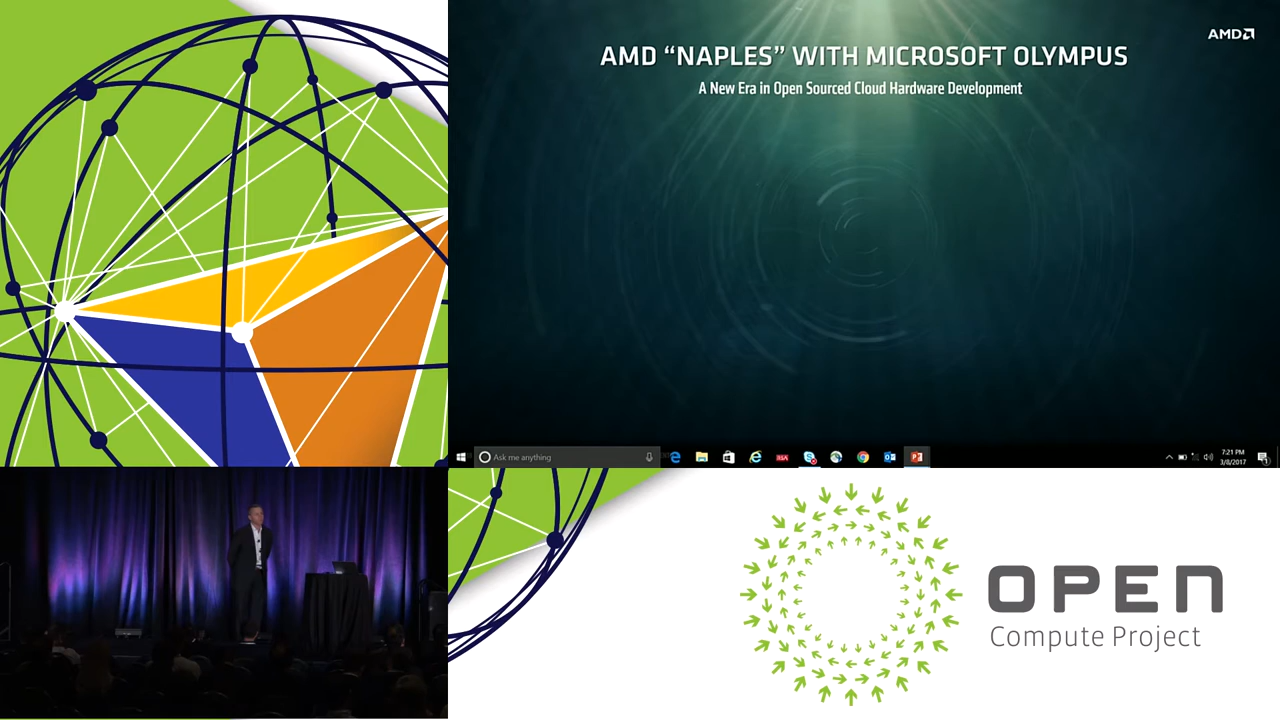 AMD
AMD “NAPLES” WITH MICROSOFT OLYMPUS
A New Era in Open Sourced Cloud Hardware Development
Ask me anything
RSA
7:21 PM
3/8/2017
OPEN
Compute Project